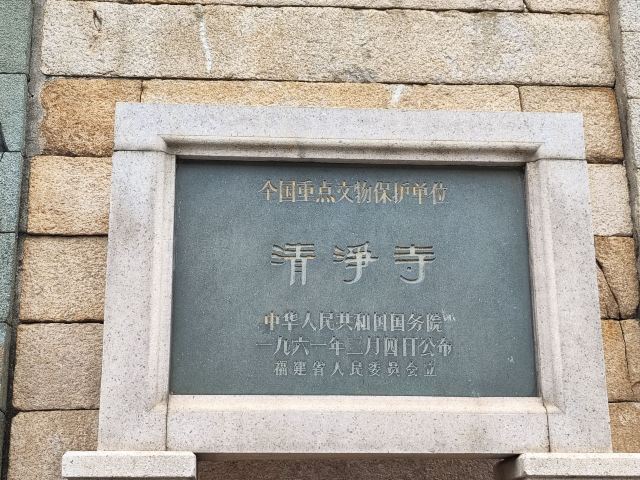 全国重点文物保护单位
清淨寺
中华人民共和国国务院
一九六一年三月四日公布
福建省人民委员会立